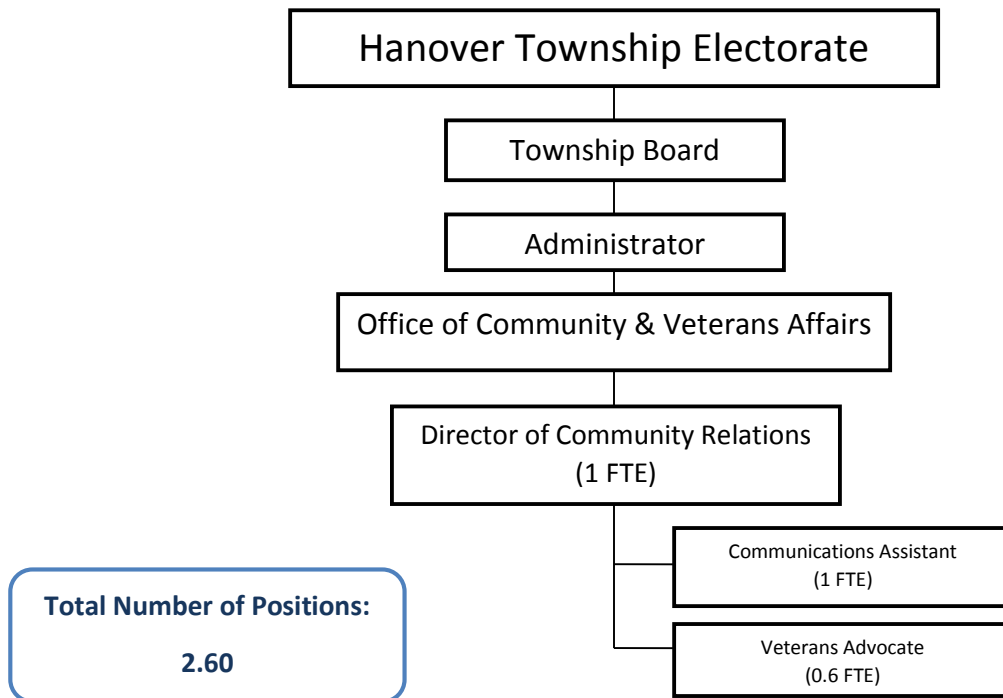 Hanover Township Electorate
Township Board
Administrator
Office of Community & Veterans Affairs
Director of Community Relations
(1 FTE)
Communications Assistant
(1 FTE)
Total Number of Positions:
2.60
Veterans Advocate
(0.6 FTE)